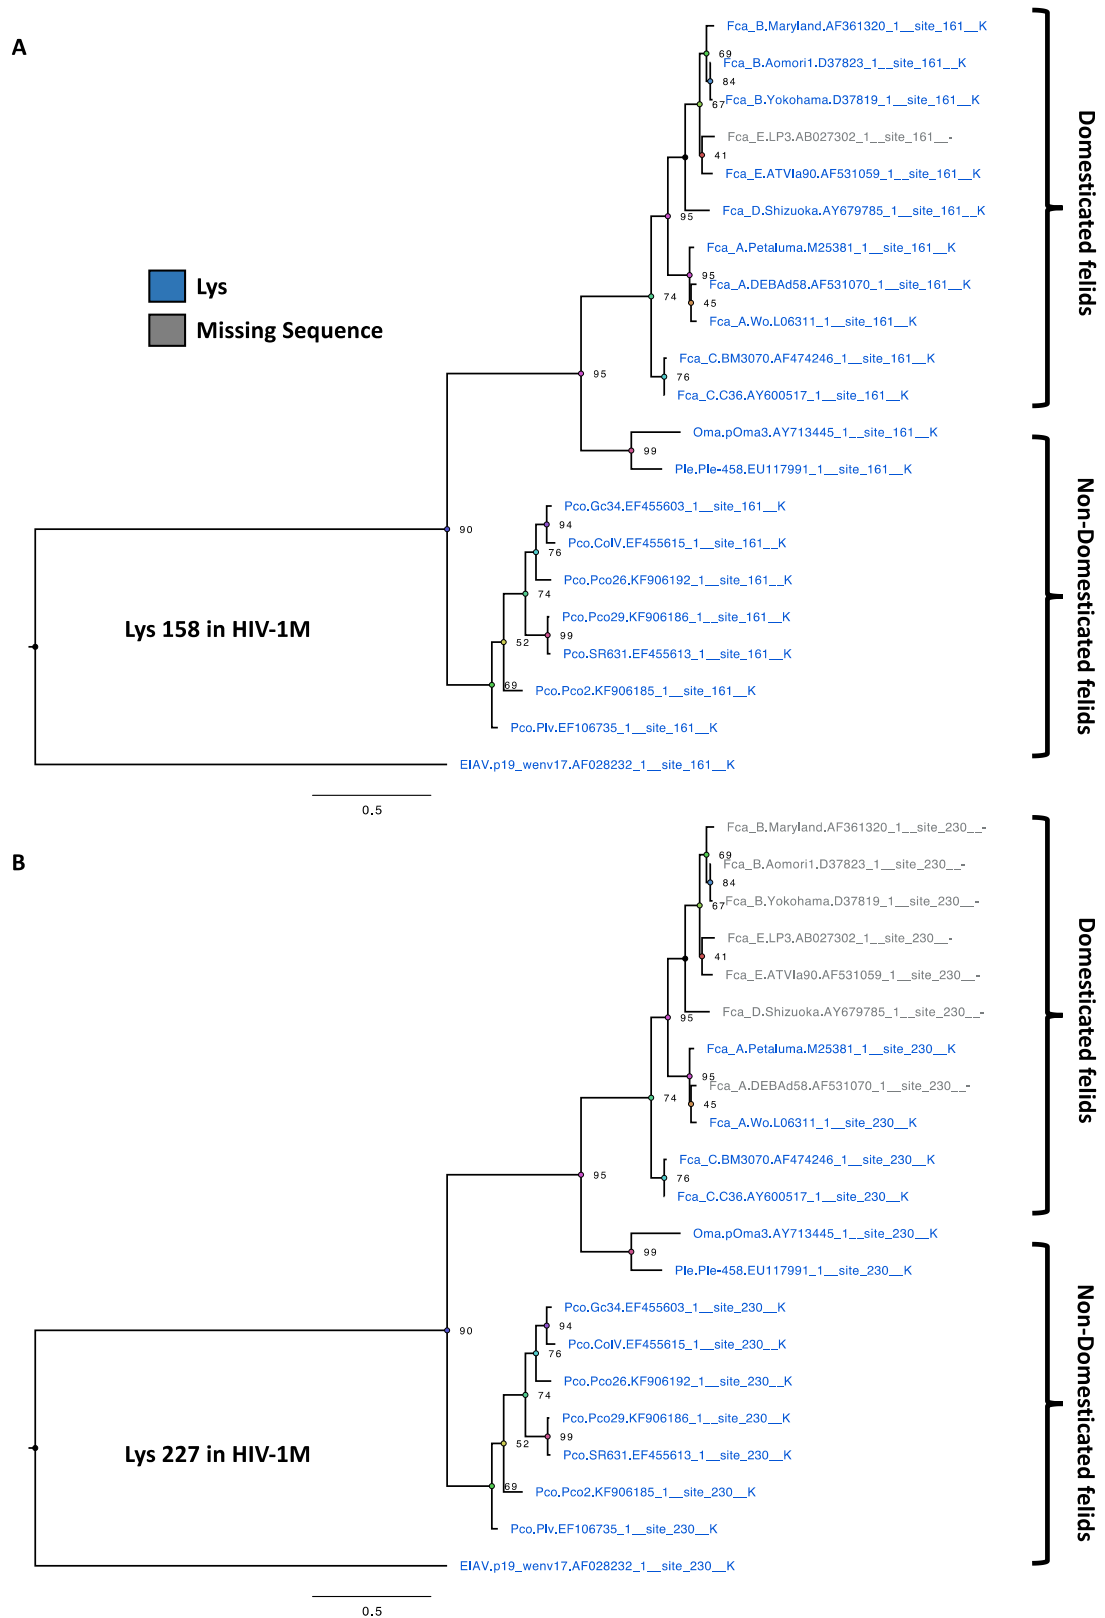 A
Fca_B.Maryland.AF361320_1__site_161__K
69
Fca_B.Aomori1.D37823_1__site_161__K
84
Fca_B.Yokohama.D37819_1__site_161__K
67
Fca_E.LP3.AB027302_1__site_161__-
41
Fca_E.ATVIa90.AF531059_1__site_161__K
Fca_D.Shizuoka.AY679785_1__site_161__K
95
Fca_A.Petaluma.M25381_1__site_161__K
95
Fca_A.DEBAd58.AF531070_1__site_161__K
74
45
Fca_A.Wo.L06311_1__site_161__K
Fca_C.BM3070.AF474246_1__site_161__K
95
76
Fca_C.C36.AY600517_1__site_161__K
Oma.pOma3.AY713445_1__site_161__K
99
Ple.Ple-458.EU117991_1__site_161__K
Pco.Gc34.EF455603_1__site_161__K
90
94
Pco.ColV.EF455615_1__site_161__K
76
Pco.Pco26.KF906192_1__site_161__K
74
Pco.Pco29.KF906186_1__site_161__K
52
99
Pco.SR631.EF455613_1__site_161__K
69
Pco.Pco2.KF906185_1__site_161__K
Pco.Plv.EF106735_1__site_161__K
EIAV.p19_wenv17.AF028232_1__site_161__K
Lys
Missing Sequence
Lys 158 in HIV-1M
0.5
Domesticated felids
Non-Domesticated felids
B
Fca_B.Maryland.AF361320_1__site_230__-
69
Fca_B.Aomori1.D37823_1__site_230__-
84
Fca_B.Yokohama.D37819_1__site_230__-
67
Fca_E.LP3.AB027302_1__site_230__-
41
Fca_E.ATVIa90.AF531059_1__site_230__-
Fca_D.Shizuoka.AY679785_1__site_230__-
95
Fca_A.Petaluma.M25381_1__site_230__K
95
Fca_A.DEBAd58.AF531070_1__site_230__-
74
45
Fca_A.Wo.L06311_1__site_230__K
Fca_C.BM3070.AF474246_1__site_230__K
95
76
Fca_C.C36.AY600517_1__site_230__K
Oma.pOma3.AY713445_1__site_230__K
99
Ple.Ple-458.EU117991_1__site_230__K
Pco.Gc34.EF455603_1__site_230__K
90
94
Pco.ColV.EF455615_1__site_230__K
76
Pco.Pco26.KF906192_1__site_230__K
74
Pco.Pco29.KF906186_1__site_230__K
52
99
Pco.SR631.EF455613_1__site_230__K
69
Pco.Pco2.KF906185_1__site_230__K
Pco.Plv.EF106735_1__site_230__K
EIAV.p19_wenv17.AF028232_1__site_230__K
Lys 227 in HIV-1M
0.5
Domesticated felids
Non-Domesticated felids